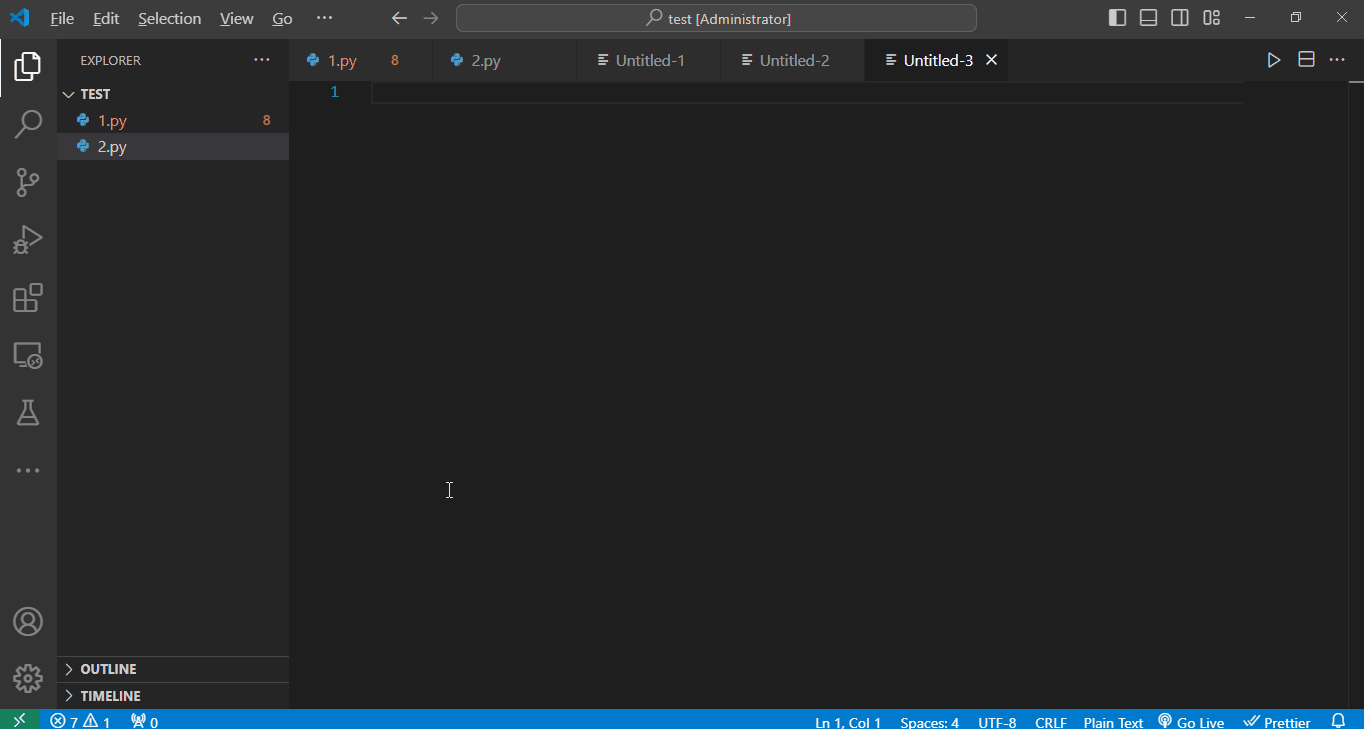 File Edit Selection View Go ··· test [Administrator]
EXPLORER ···
1.py 8 2.py Untitled-1 Untitled-2 Untitled-3
TEST
1.py 8
2.py
1
OUTLINE
TIMELINE
7 1 0 Ln 1, Col 1 Spaces: 4 UTF-8 CRLF Plain Text Go Live Prettier